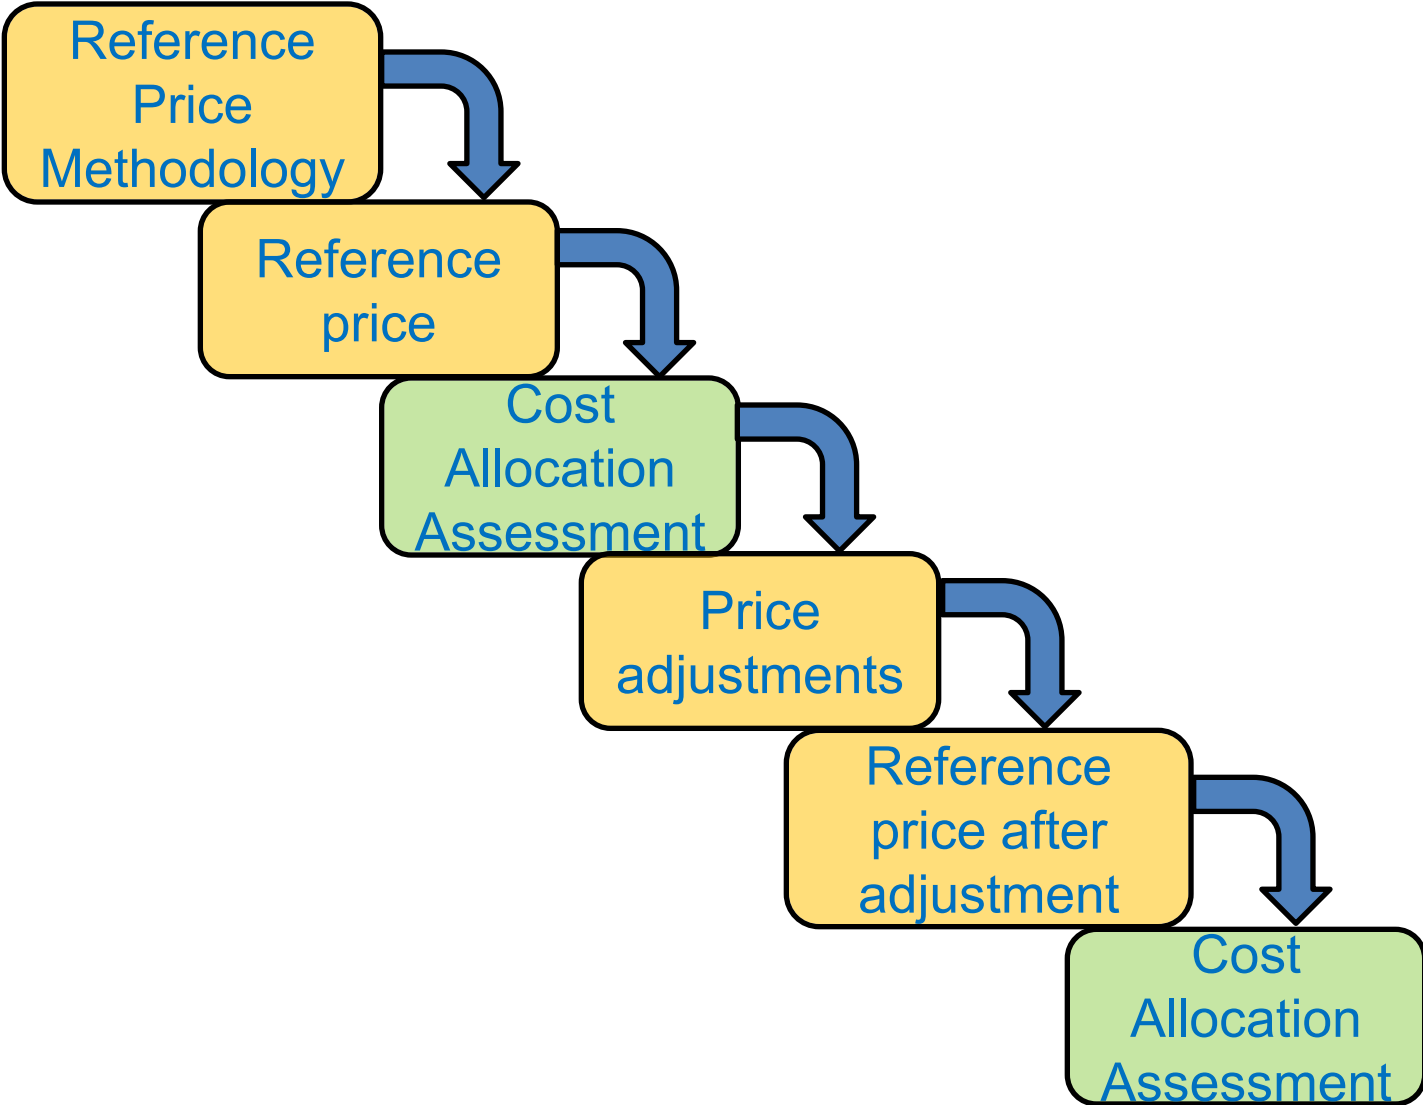 Reference
Price
Methodology
Reference
price
Cost
Allocation
Assessment
Price
adjustments
Reference
price after
adjustment
Cost
Allocation
Assessment